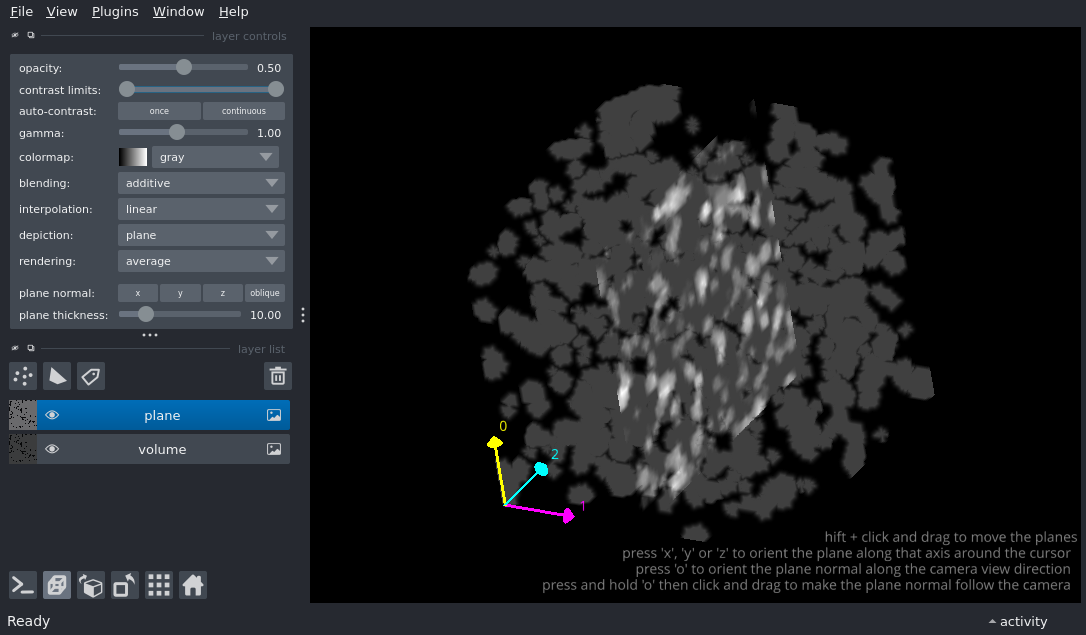 File View Plugins Window Help
layer controls
opacity: 0.50
contrast limits:
auto-contrast: once continuous
gamma: 1.00
colormap: gray
blending: additive
interpolation: linear
depiction: plane
rendering: average
plane normal: x y z oblique
plane thickness: 10.00
layer list
plane
volume
0
2
1
hift + click and drag to move the planes
press 'x', 'y' or 'z' to orient the plane along that axis around the cursor
press 'o' to orient the plane normal along the camera view direction
press and hold 'o' then click and drag to make the plane normal follow the camera
Ready activity